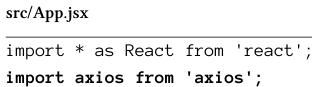 src/App.jsx
import * as React from 'react';
import axios from 'axios';